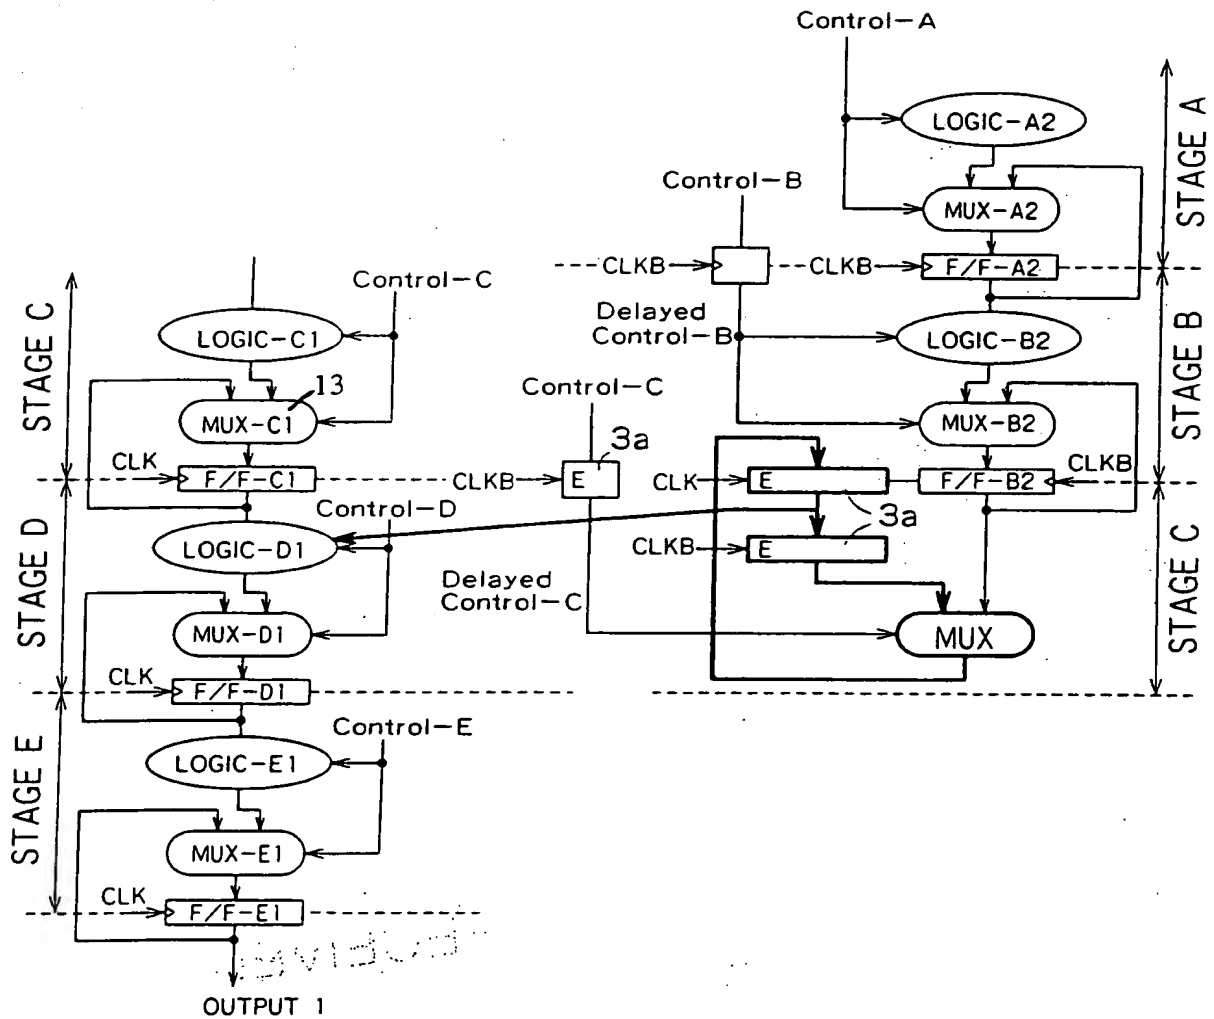 Control-A
LOGIC-A2
STAGE A
Control-B
MUX-A2
CLKB
CLKB
F/F-A2
Control-C
Delayed
Control-B
LOGIC-B2
STAGE B
STAGE C
LOGIC-C1
13
MUX-C1
Control-C
MUX-B2
3a
CLK
F/F-C1
CLKB
E
CLK
E
F/F-B2
CLKB
Control-D
3a
LOGIC-D1
CLKB
E
STAGE D
Delayed
Control-C
STAGE C
MUX-D1
MUX
CLK
F/F-D1
Control-E
LOGIC-E1
STAGE E
MUX-E1
CLK
F/F-E1
OUTPUT 1